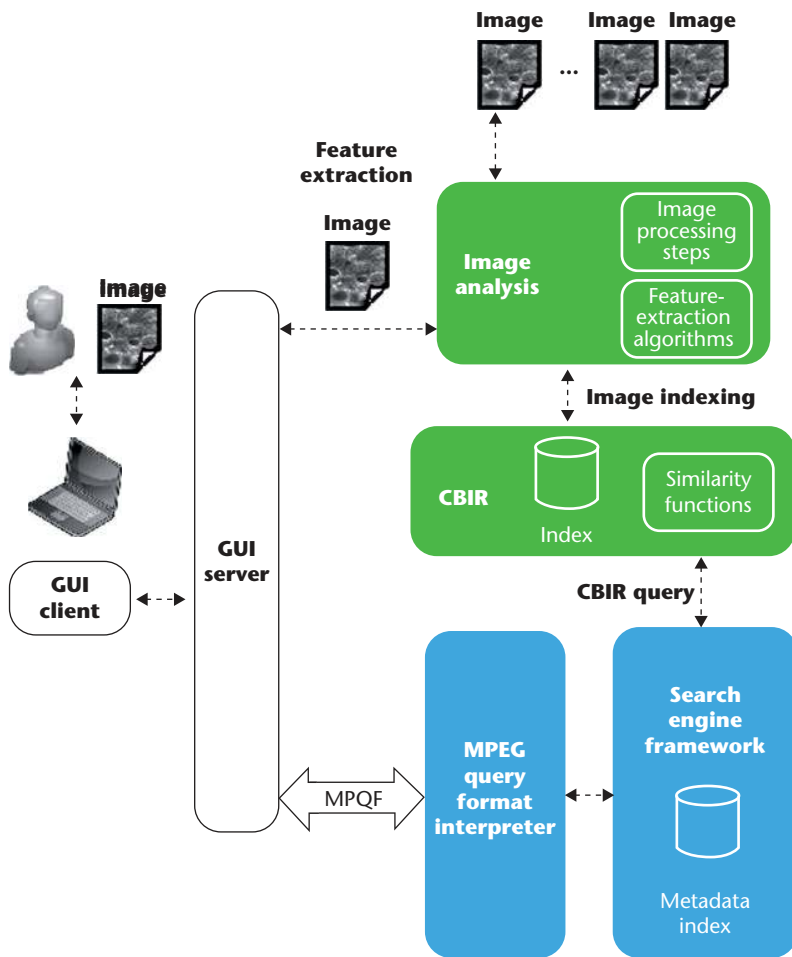 Image
Image
Image
...
Feature
extraction
Image
Image
Image
Image
analysis
Image
processing
steps
Feature-
extraction
algorithms
Image indexing
CBIR
Index
Similarity
functions
GUI
client
GUI
server
CBIR query
MPQF
MPEG
query
format
interpreter
Search
engine
framework
Metadata
index